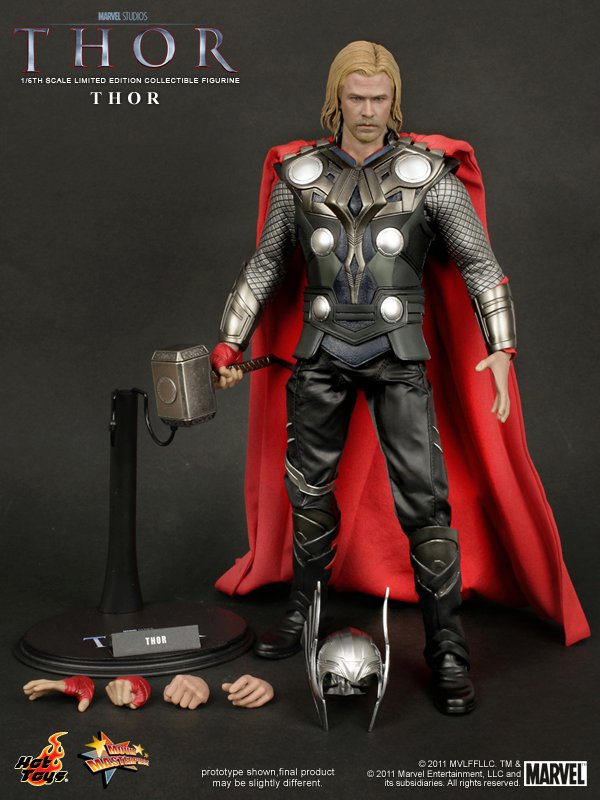 MARVEL STUDIOS
THOR
1/6TH SCALE LIMITED EDITION COLLECTIBLE FIGURINE
THOR
THOR
Hot Toys
MOVIE MASTERPIECE
prototype shown,final product
may be slightly different.
© 2011 MVLFFLLC. TM &
© 2011 Marvel Entertainment, LLC and
its subsidiaries. All rights reserved.
MARVEL